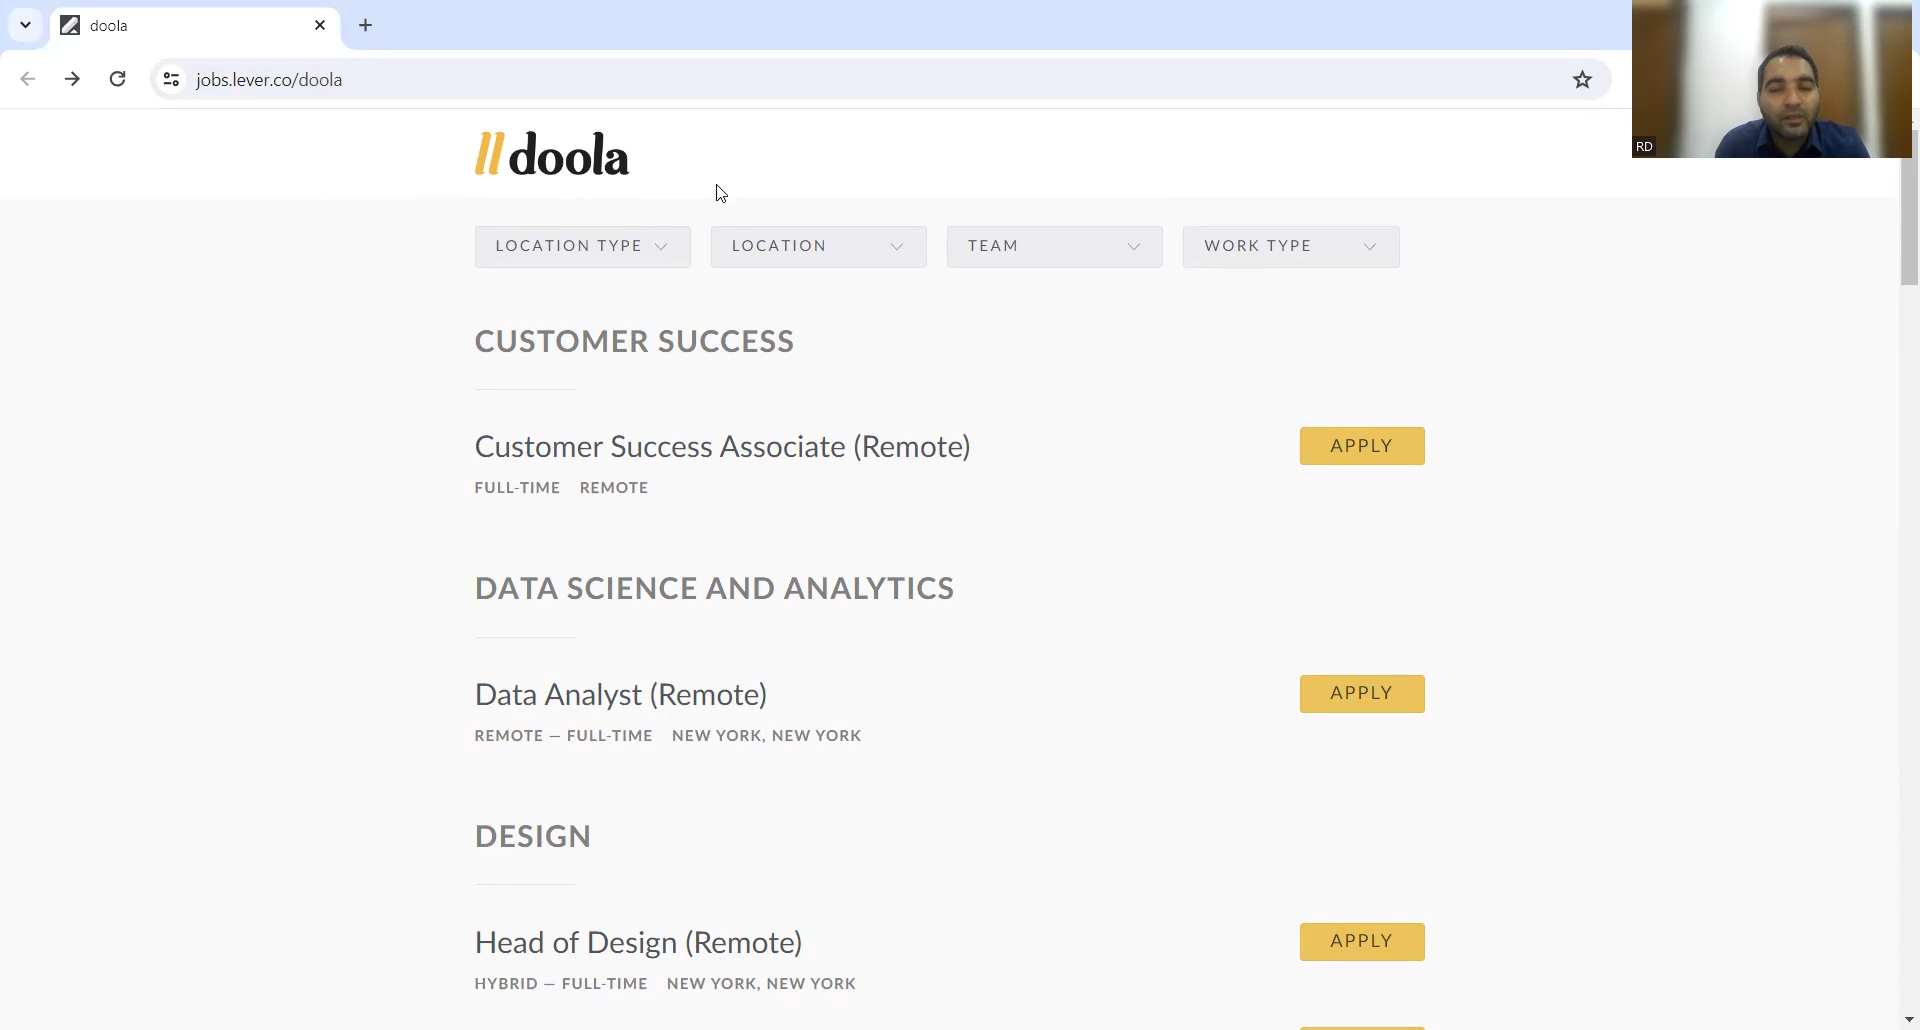 doola
jobs.lever.co/doola
RD
doola
LOCATION TYPE
LOCATION
TEAM
WORK TYPE
CUSTOMER SUCCESS
Customer Success Associate (Remote)
APPLY
FULL-TIME REMOTE
DATA SCIENCE AND ANALYTICS
Data Analyst (Remote)
APPLY
REMOTE — FULL-TIME NEW YORK, NEW YORK
DESIGN
Head of Design (Remote)
APPLY
HYBRID — FULL-TIME NEW YORK, NEW YORK